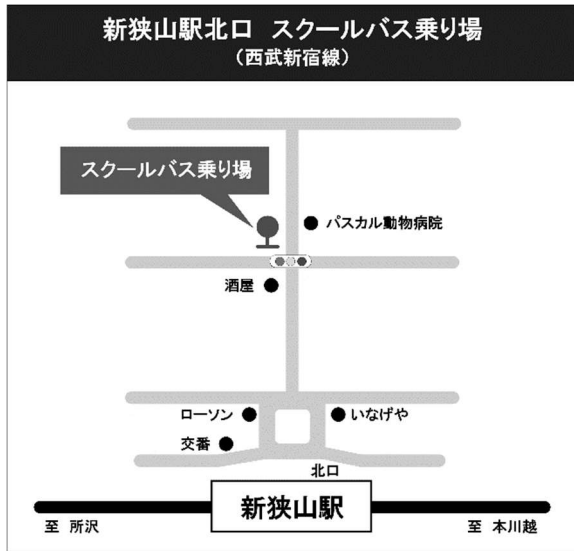 新狭山駅北口 スクールバス乗り場
(西武新宿線)
スクールバス乗り場
パスカル動物病院
酒屋
ローソン
いなげや
交番
北口
新狭山駅
至 所沢
至 本川越